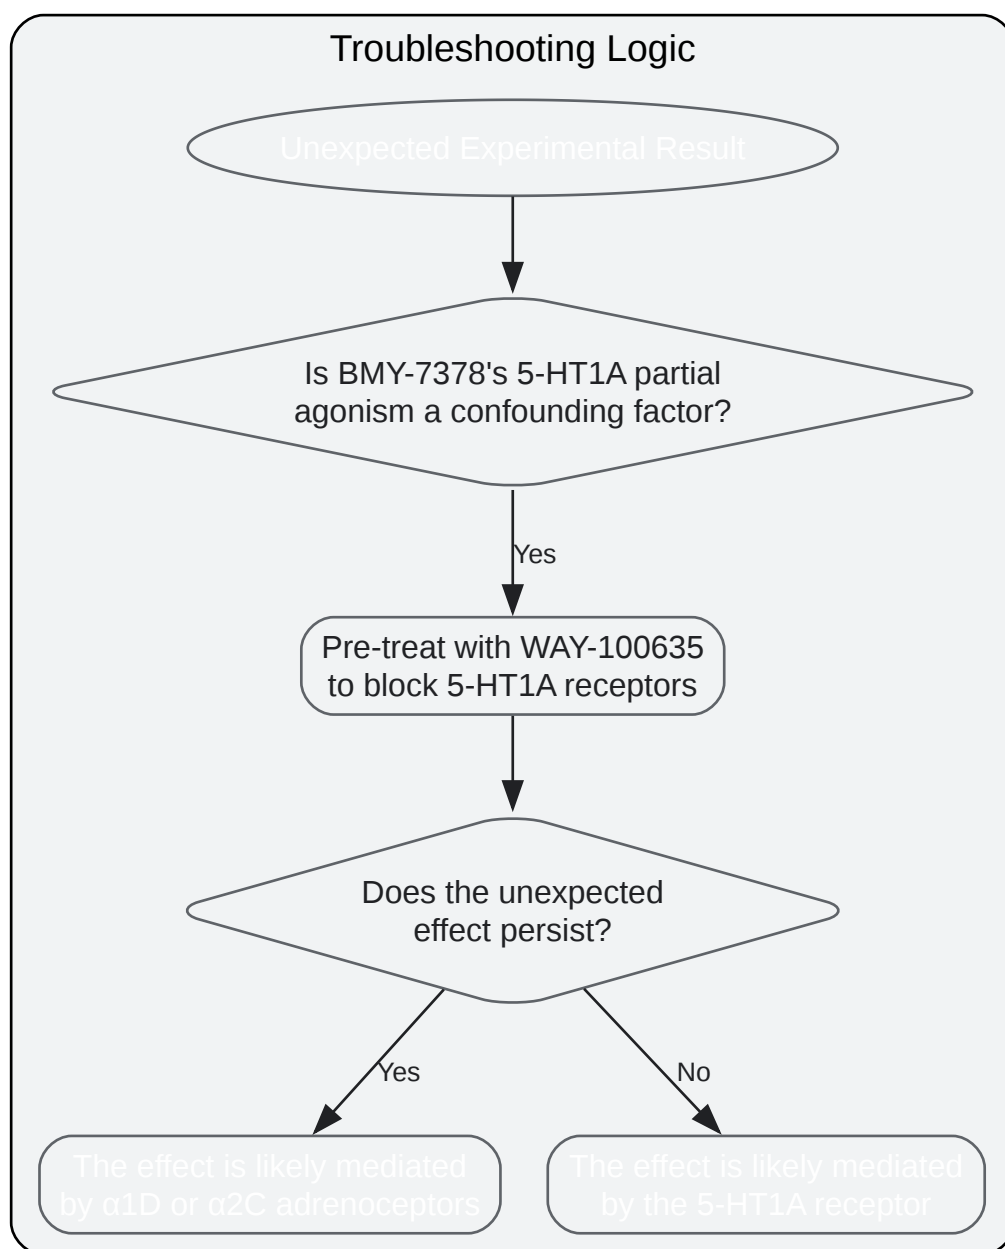 Troubleshooting Logic
Unexpected Experimental Result
Is BMY-7378's 5-HT1A partial
agonism a confounding factor?
Yes
Pre-treat with WAY-100635
to block 5-HT1A receptors
Does the unexpected
effect persist?
Yes
No
The effect is likely mediated
by α1D or α2C adrenoceptors
The effect is likely mediated
by the 5-HT1A receptor